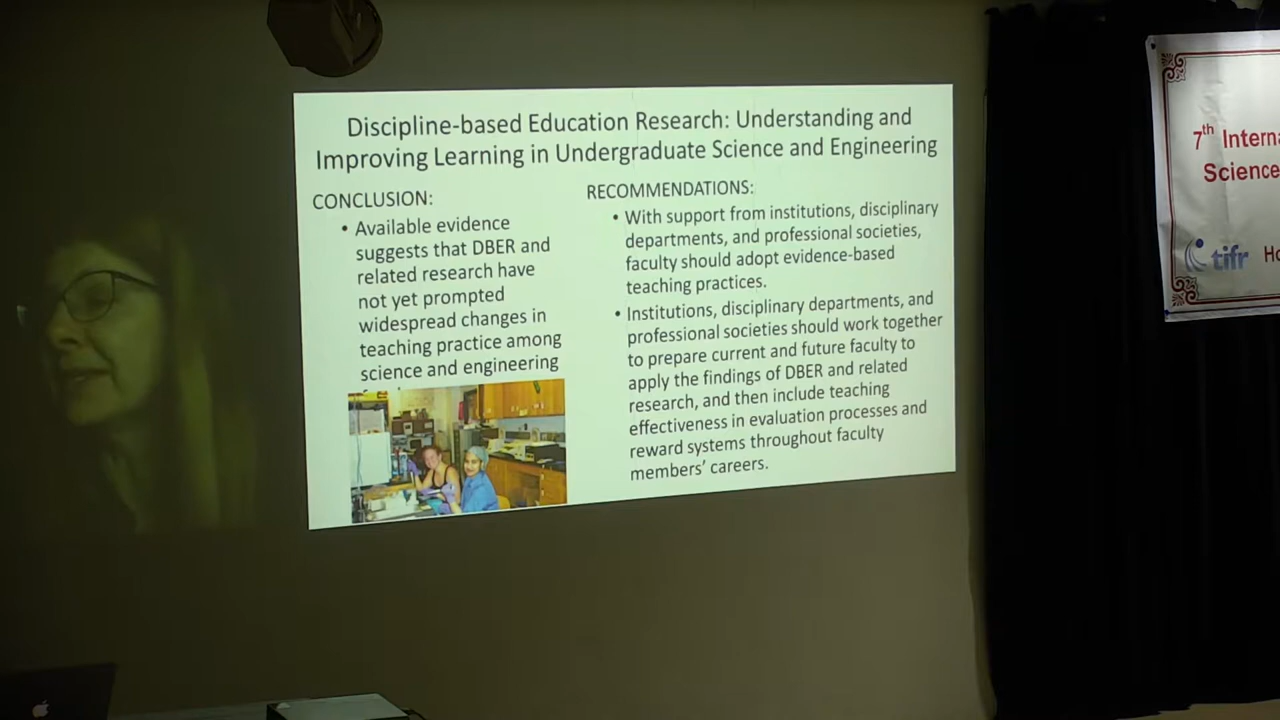 Discipline-based Education Research: Understanding and
Improving Learning in Undergraduate Science and Engineering
CONCLUSION:
• Available evidence
suggests that DBER and
related research have
not yet prompted
widespread changes in
teaching practice among
science and engineering
RECOMMENDATIONS:
• With support from institutions, disciplinary
departments, and professional societies,
faculty should adopt evidence-based
teaching practices.
• Institutions, disciplinary departments, and
professional societies should work together
to prepare current and future faculty to
apply the findings of DBER and related
research, and then include teaching
effectiveness in evaluation processes and
reward systems throughout faculty
members' careers.
7th Interna
Science
tifr Ho